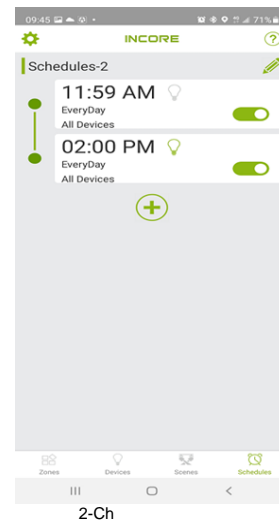 09:45
71%
INCORE
?
Schedules-2
11:59 AM
EveryDay
All Devices
02:00 PM
EveryDay
All Devices
Zones Devices Scenes Schedules
2-Ch